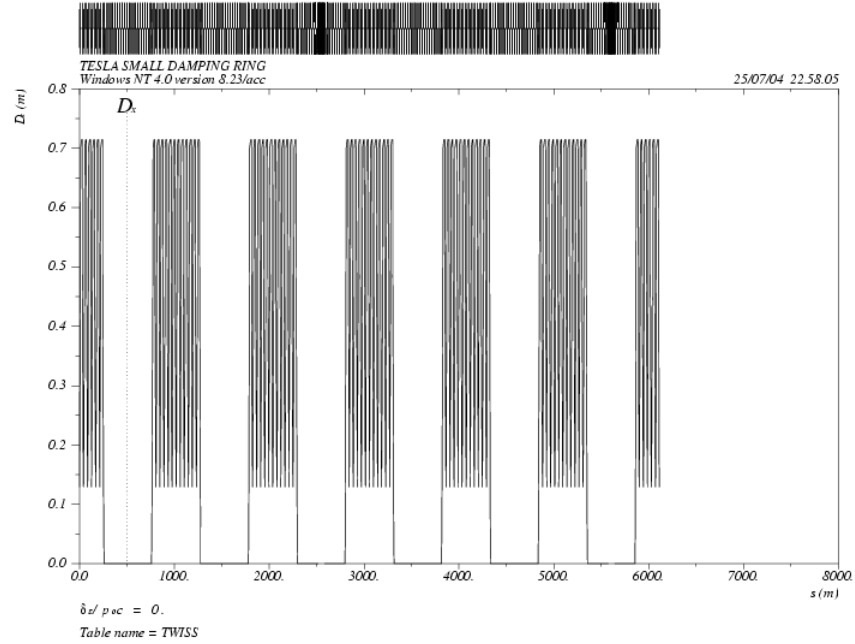 TESLA SMALL DAMPING RING
Windows NT 4.0 version 8.23/acc 25/07/04 22.58.05
D (m)
Dx
0.8
0.7
0.6
0.5
0.4
0.3
0.2
0.1
0.0
0.0 1000. 2000. 3000. 4000. 5000. 6000. 7000. 8000.
s (m)
δE/ p0c = 0.
Table name = TWISS